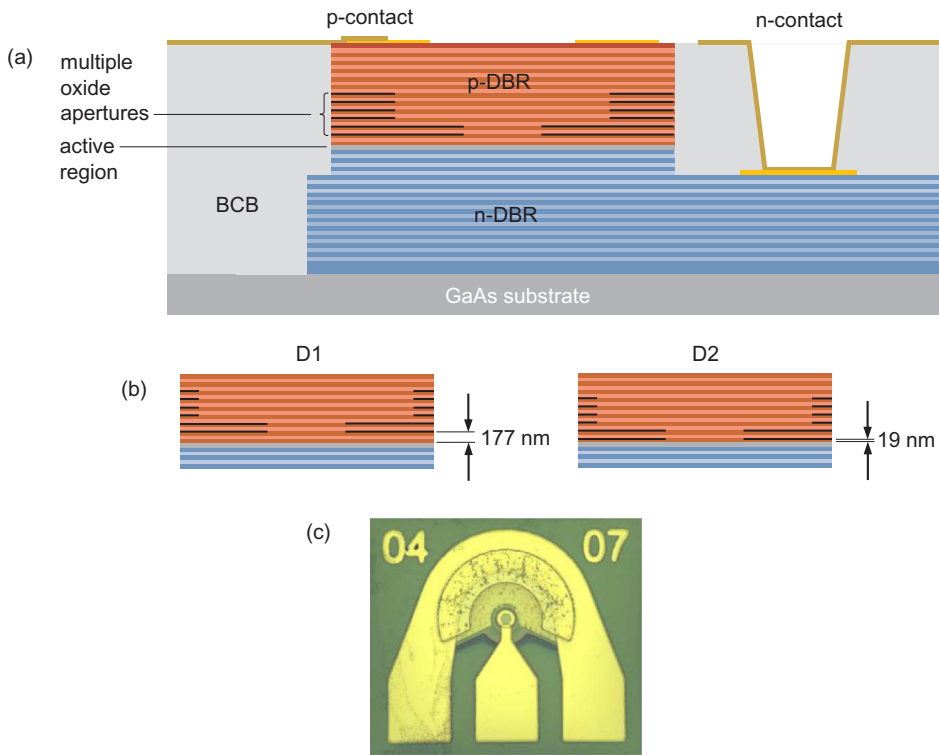 p-contact
n-contact
(a)
multiple
oxide
apertures
active
region
p-DBR
BCB
n-DBR
GaAs substrate
D1
D2
(b)
177 nm
19 nm
(c)
04
07